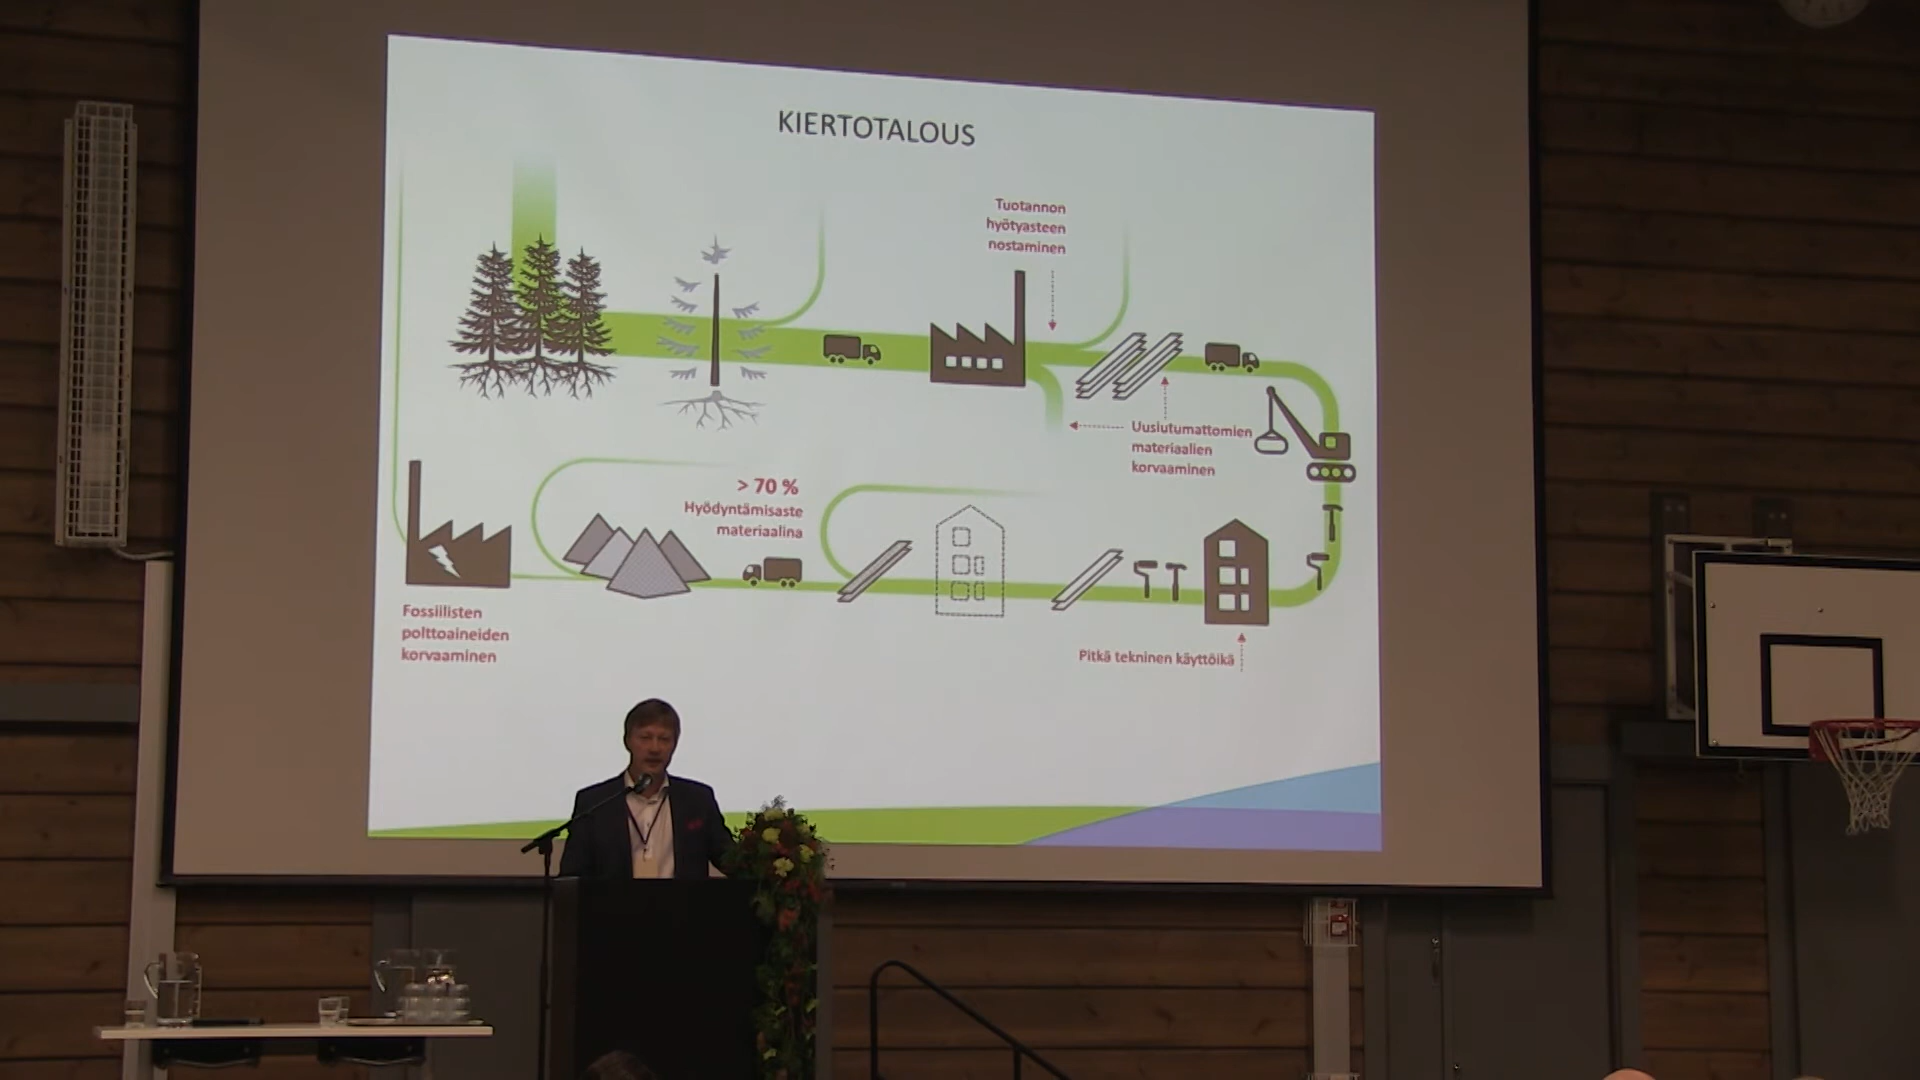 KIERTOTALOUS
Tuotannon
hyötyasteen
nostaminen
Uusiutumattomien
materiaalien
korvaaminen
> 70 %
Hyödyntämisaste
materiaalina
Fossiilisten
polttoaineiden
korvaaminen
Pitkä tekninen käyttöikä